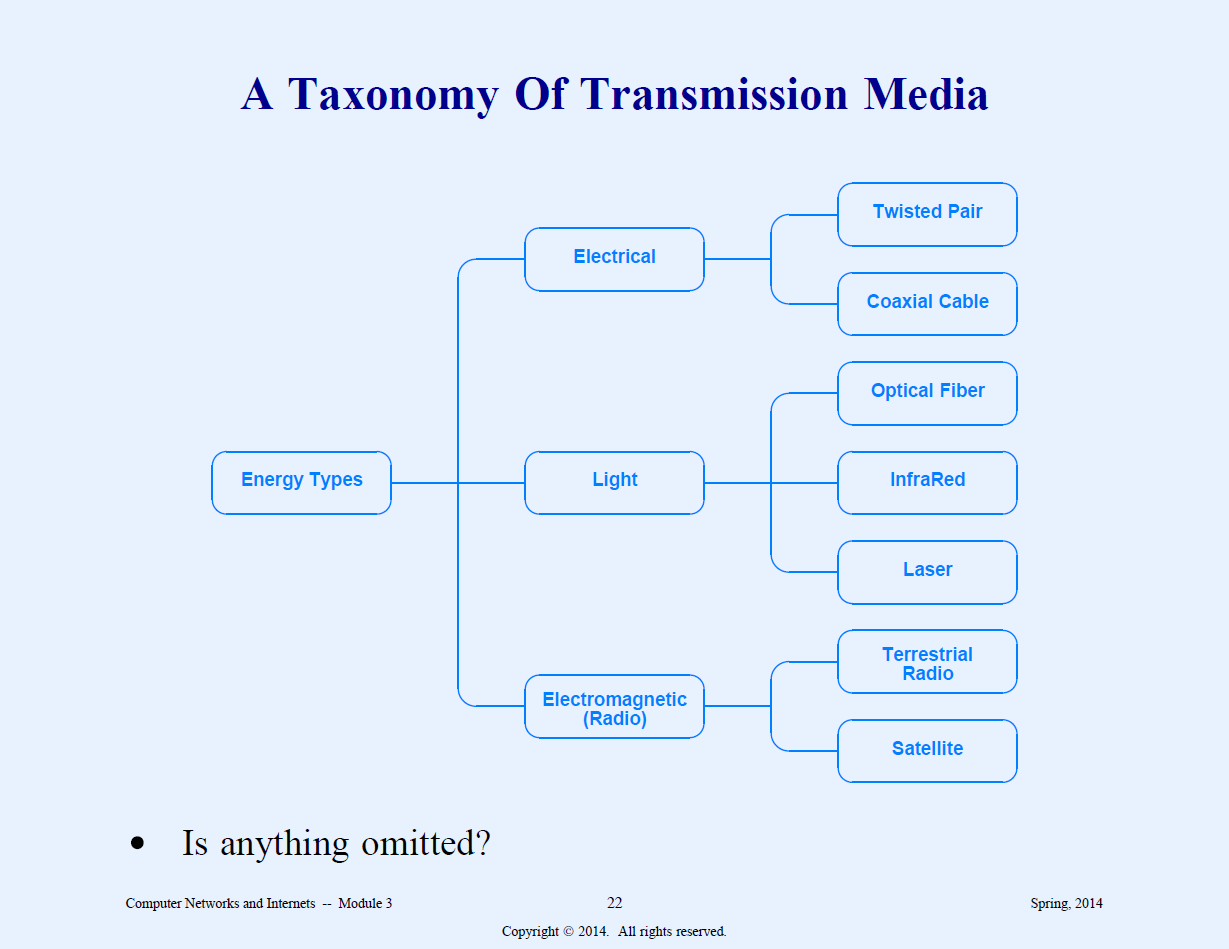 A Taxonomy Of Transmission Media
Twisted Pair
Electrical
Coaxial Cable
Optical Fiber
Energy Types
Light
InfraRed
Laser
Terrestrial
Radio
Electromagnetic
(Radio)
Satellite
• Is anything omitted?
Computer Networks and Internets -- Module 3 22 Spring, 2014
Copyright © 2014. All rights reserved.